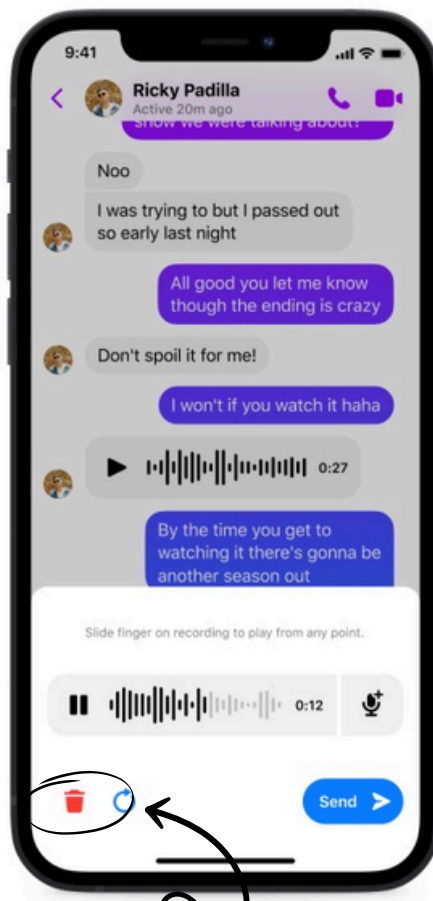 9:41
Ricky Padilla
Active 20m ago
show we were talking about?
Noo
I was trying to but I passed out
so early last night
All good you let me know
though the ending is crazy
Don't spoil it for me!
I won't if you watch it haha
0:27
By the time you get to
watching it there's gonna be
another season out
Slide finger on recording to play from any point.
0:12
Send